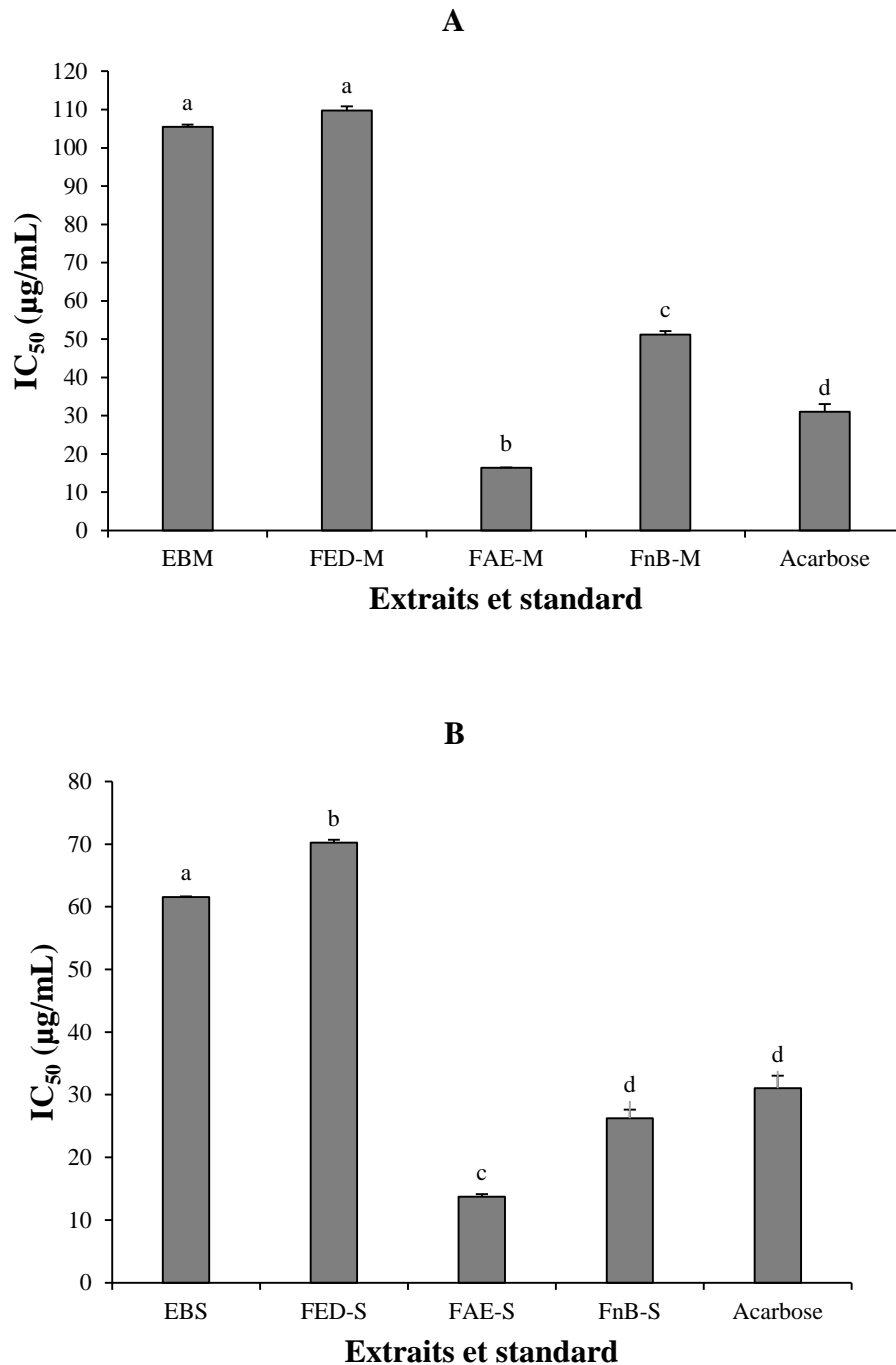 A
120
110
100
90
80
70
60
50
40
30
20
10
0
IC50 (µg/mL)
a
a
b
c
d
EBM FED-M FAE-M FnB-M Acarbose
Extraits et standard
B
80
70
60
50
40
30
20
10
0
IC50 (µg/mL)
a
b
c
d
d
EBS FED-S FAE-S FnB-S Acarbose
Extraits et standard